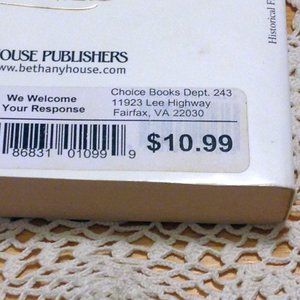 HOUSE PUBLISHERS
www.bethanyhouse.com
Historical F
We Welcome
Your Response
Choice Books Dept. 243
11923 Lee Highway
Fairfax, VA 22030
86831 01099 9
$10.99